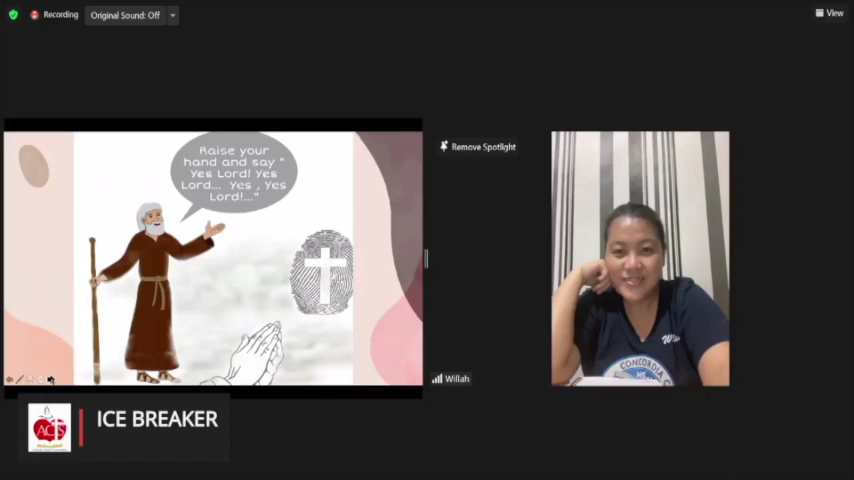 Recording
Original Sound: Off
View
Raise your
hand and say "
Yes Lord! Yes
Lord... Yes , Yes
Lord!..."
Remove Spotlight
Willah
CONCORDIA
ICE BREAKER